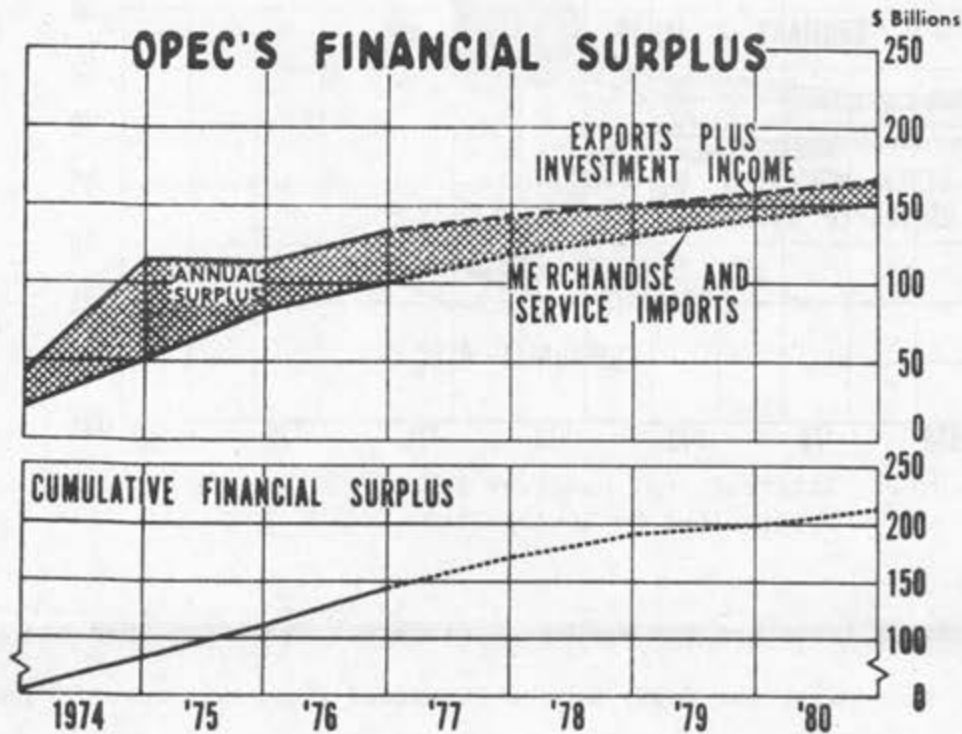 $ Billions
OPEC'S FINANCIAL SURPLUS
250
200
EXPORTS PLUS
INVESTMENT INCOME
150
ANNUAL
SURPLUS
100
MERCHANDISE AND
SERVICE IMPORTS
50
0
250
CUMULATIVE FINANCIAL SURPLUS
200
150
100
0
1974 '75 '76 '77 '78 '79 '80